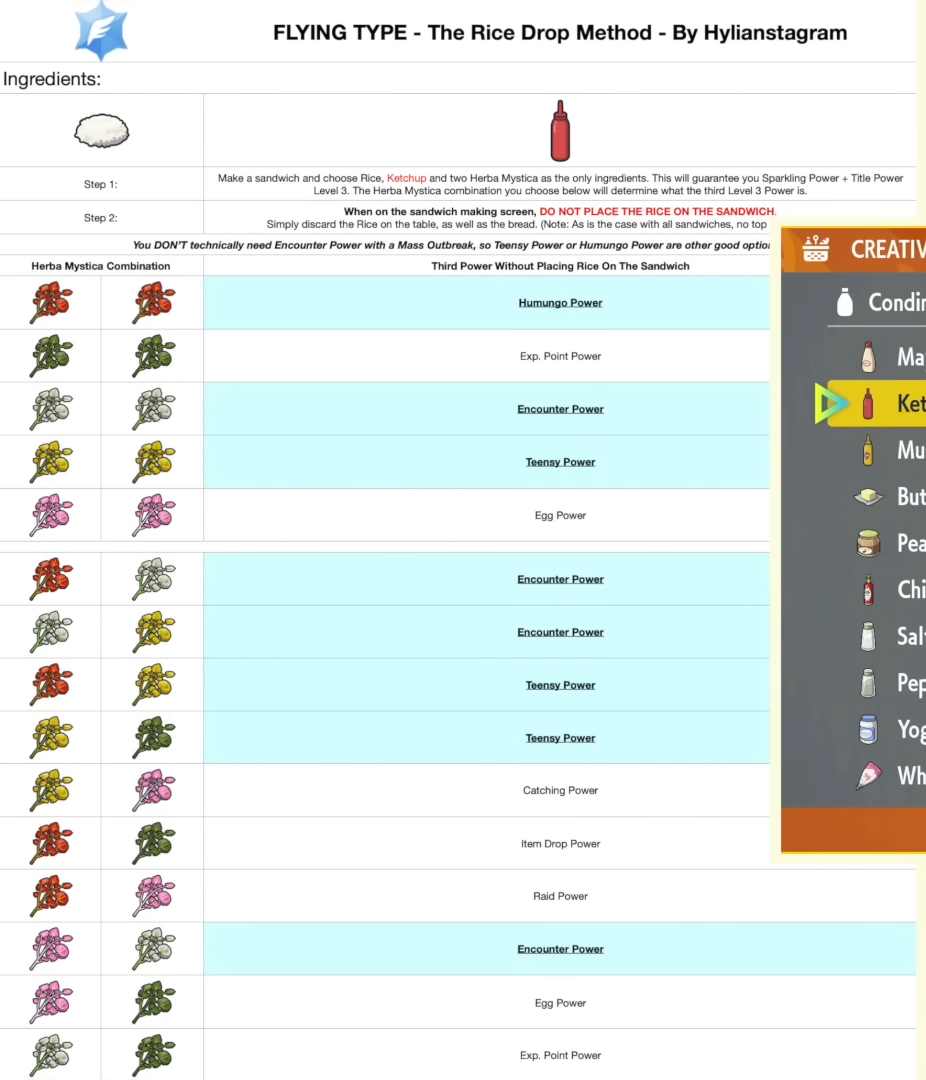 FLYING TYPE - The Rice Drop Method - By Hylianstagram
Ingredients:
Step 1:
Make a sandwich and choose Rice, Ketchup and two Herba Mystica as the only ingredients. This will guarantee you Sparkling Power + Title Power
Level 3. The Herba Mystica combination you choose below will determine what the third Level 3 Power is.
Step 2:
When on the sandwich making screen, DO NOT PLACE THE RICE ON THE SANDWICH.
Simply discard the Rice on the table, as well as the bread. (Note: As is the case with all sandwiches, no top
You DON'T technically need Encounter Power with a Mass Outbreak, so Teensy Power or Humungo Power are other good option
Herba Mystica Combination
Third Power Without Placing Rice On The Sandwich
Humungo Power
Exp. Point Power
Encounter Power
Teensy Power
Egg Power
Encounter Power
Encounter Power
Teensy Power
Teensy Power
Catching Power
Item Drop Power
Raid Power
Encounter Power
Egg Power
Exp. Point Power
CREATIV
Condi
Ma
Ket
Mu
But
Pea
Chi
Sal
Pep
Yog
Wh